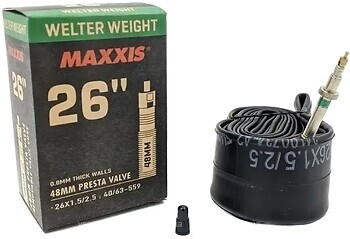 WELTER WEIGHT
MAXXIS
26"
48MM
0.8MM THICK WALLS
48MM PRESTA VALVE
26X1.5/2.5, 40/63-559
26X1.5/2.5